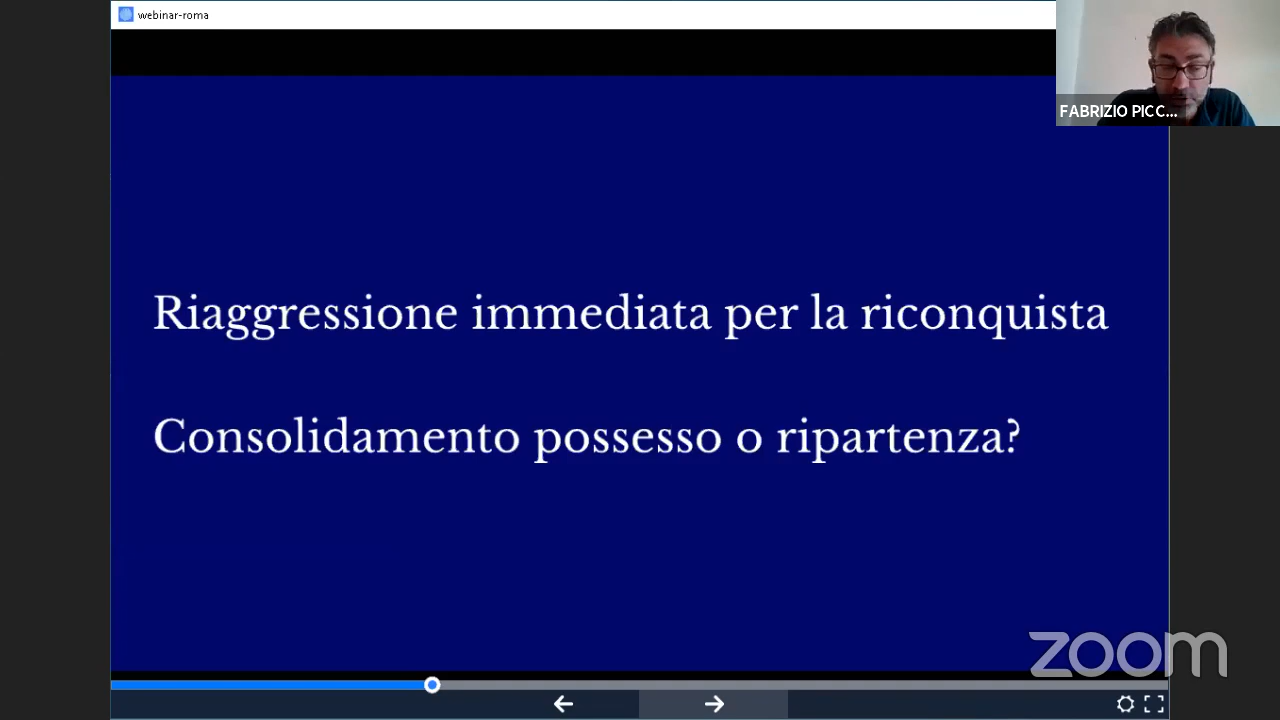 webinar-roma
FABRIZIO PICC...
Riaggressione immediata per la riconquista
Consolidamento possesso o ripartenza?
zoom